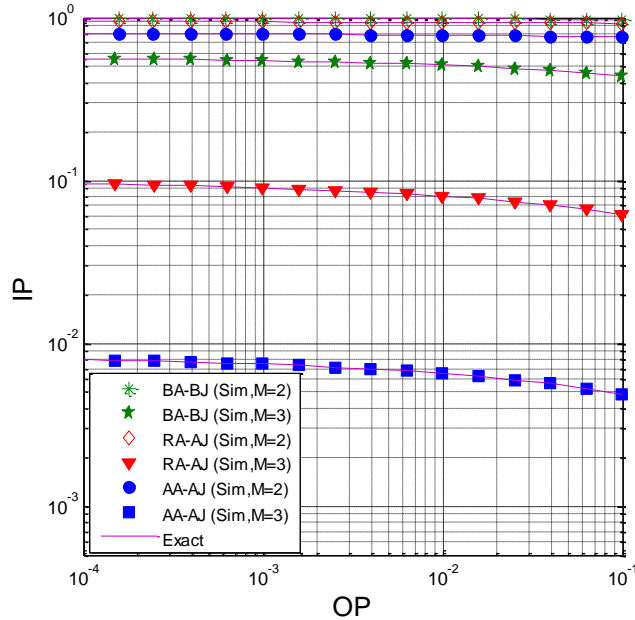 10^0
10^-1
10^-2
10^-3
IP
BA-BJ (Sim,M=2)
BA-BJ (Sim,M=3)
RA-AJ (Sim,M=2)
RA-AJ (Sim,M=3)
AA-AJ (Sim,M=2)
AA-AJ (Sim,M=3)
Exact
10^-4
10^-3
10^-2
10^-1
OP